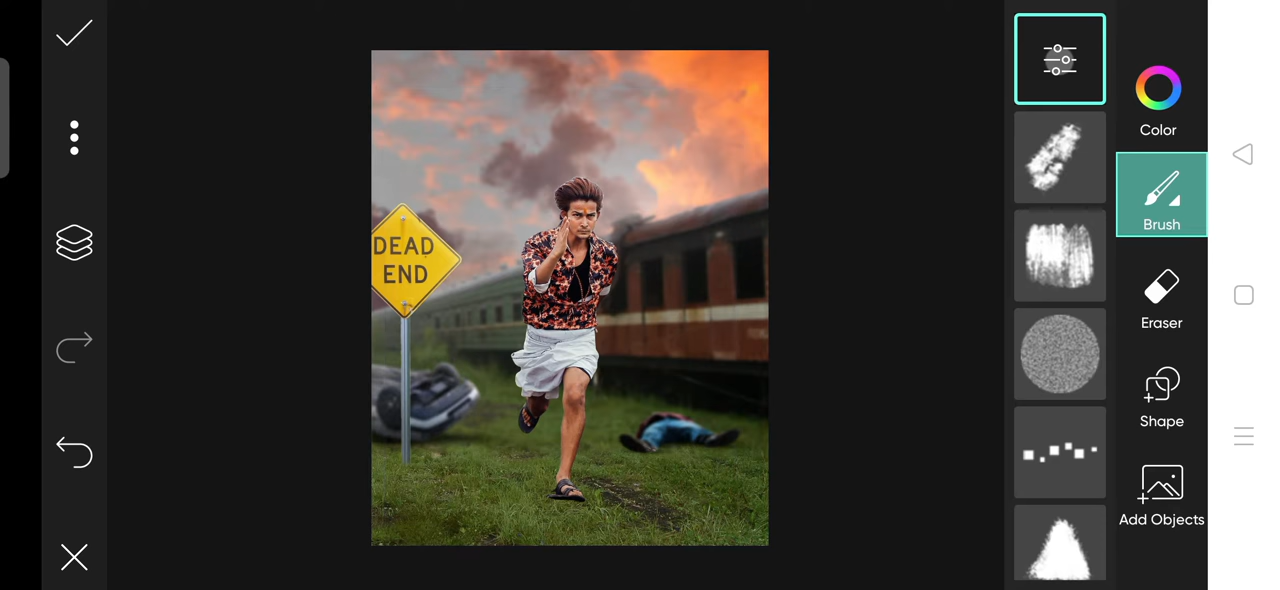 DEAD
END
Color
Brush
Eraser
Shape
Add Objects